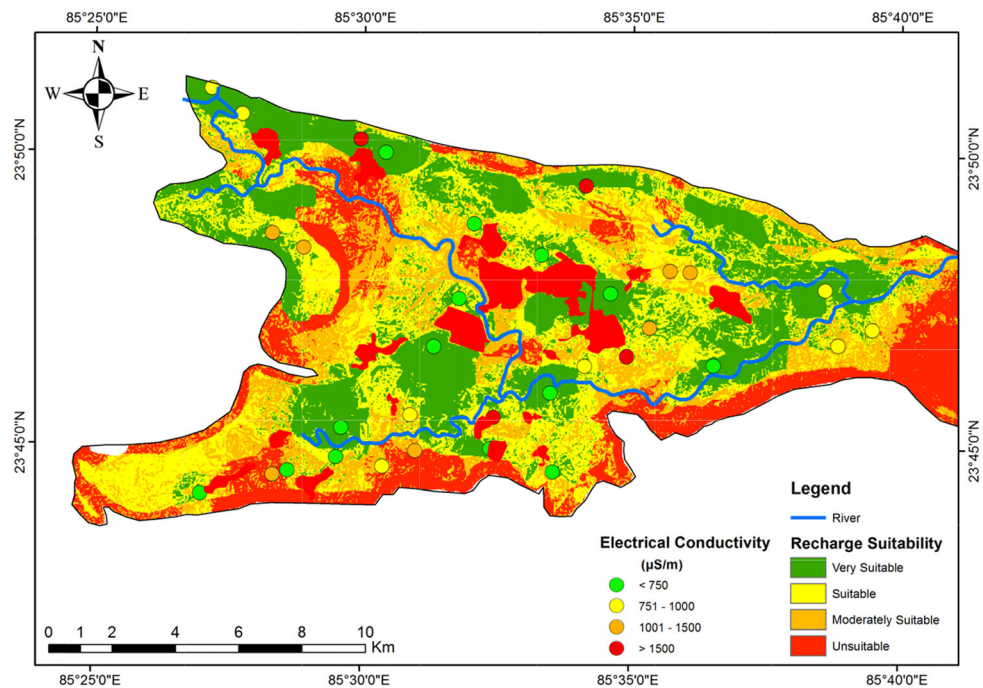 85°25'0"E 85°30'0"E 85°35'0"E 85°40'0"E
N
W E
S
23°50'0"N
23°50'0"N
23°45'0"N
23°45'0"N
Legend
River
Electrical Conductivity
(µS/m)
< 750
751 - 1000
1001 - 1500
> 1500
Recharge Suitability
Very Suitable
Suitable
Moderately Suitable
Unsuitable
0 1 2 4 6 8 10
Km
85°25'0"E 85°30'0"E 85°35'0"E 85°40'0"E